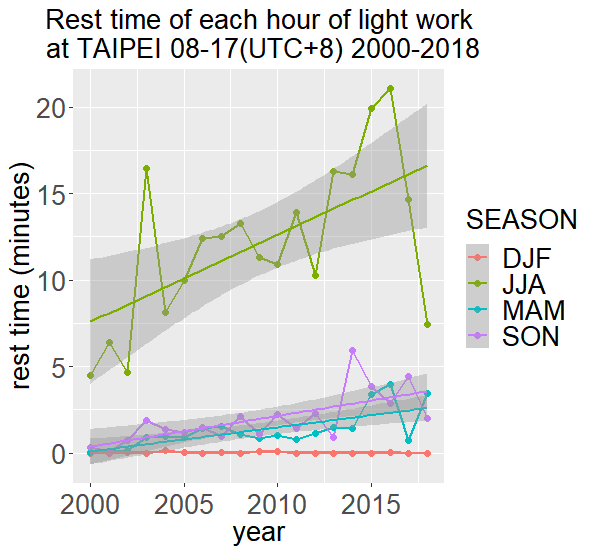 Rest time of each hour of light work
at TAIPEI 08-17(UTC+8) 2000-2018
rest time (minutes)
20
15
10
5
0
2000 2005 2010 2015
year
SEASON
DJF
JJA
MAM
SON